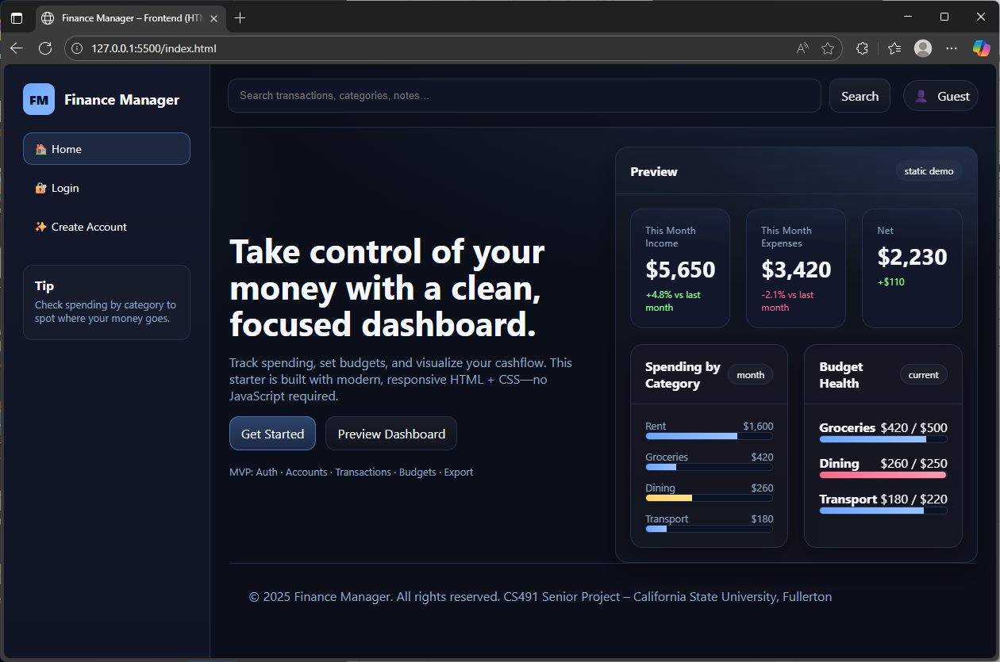 Finance Manager – Frontend (HT
127.0.0.1:5500/index.html
FM Finance Manager
Home
Login
Create Account
Tip
Check spending by category to
spot where your money goes.
Search transactions, categories, notes…
Search
Guest
Take control of your
money with a clean,
focused dashboard.
Track spending, set budgets, and visualize your cashflow. This
starter is built with modern, responsive HTML + CSS—no
JavaScript required.
Get Started
Preview Dashboard
MVP: Auth · Accounts · Transactions · Budgets · Export
Preview
static demo
This Month
Income
$5,650
+4.8% vs last
month
This Month
Expenses
$3,420
-2.1% vs last
month
Net
$2,230
+$110
Spending by
Category
month
Rent $1,600
Groceries $420
Dining $260
Transport $180
Budget
Health
current
Groceries $420 / $500
Dining $260 / $250
Transport $180 / $220
© 2025 Finance Manager. All rights reserved. CS491 Senior Project – California State University, Fullerton